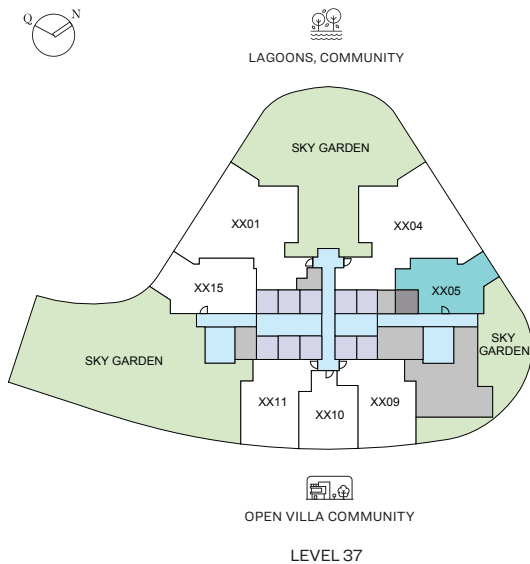 Q N
LAGOONS, COMMUNITY
SKY GARDEN
XX01
XX04
XX15
XX05
SKY GARDEN
SKY
GARDEN
XX11
XX10
XX09
OPEN VILLA COMMUNITY
LEVEL 37